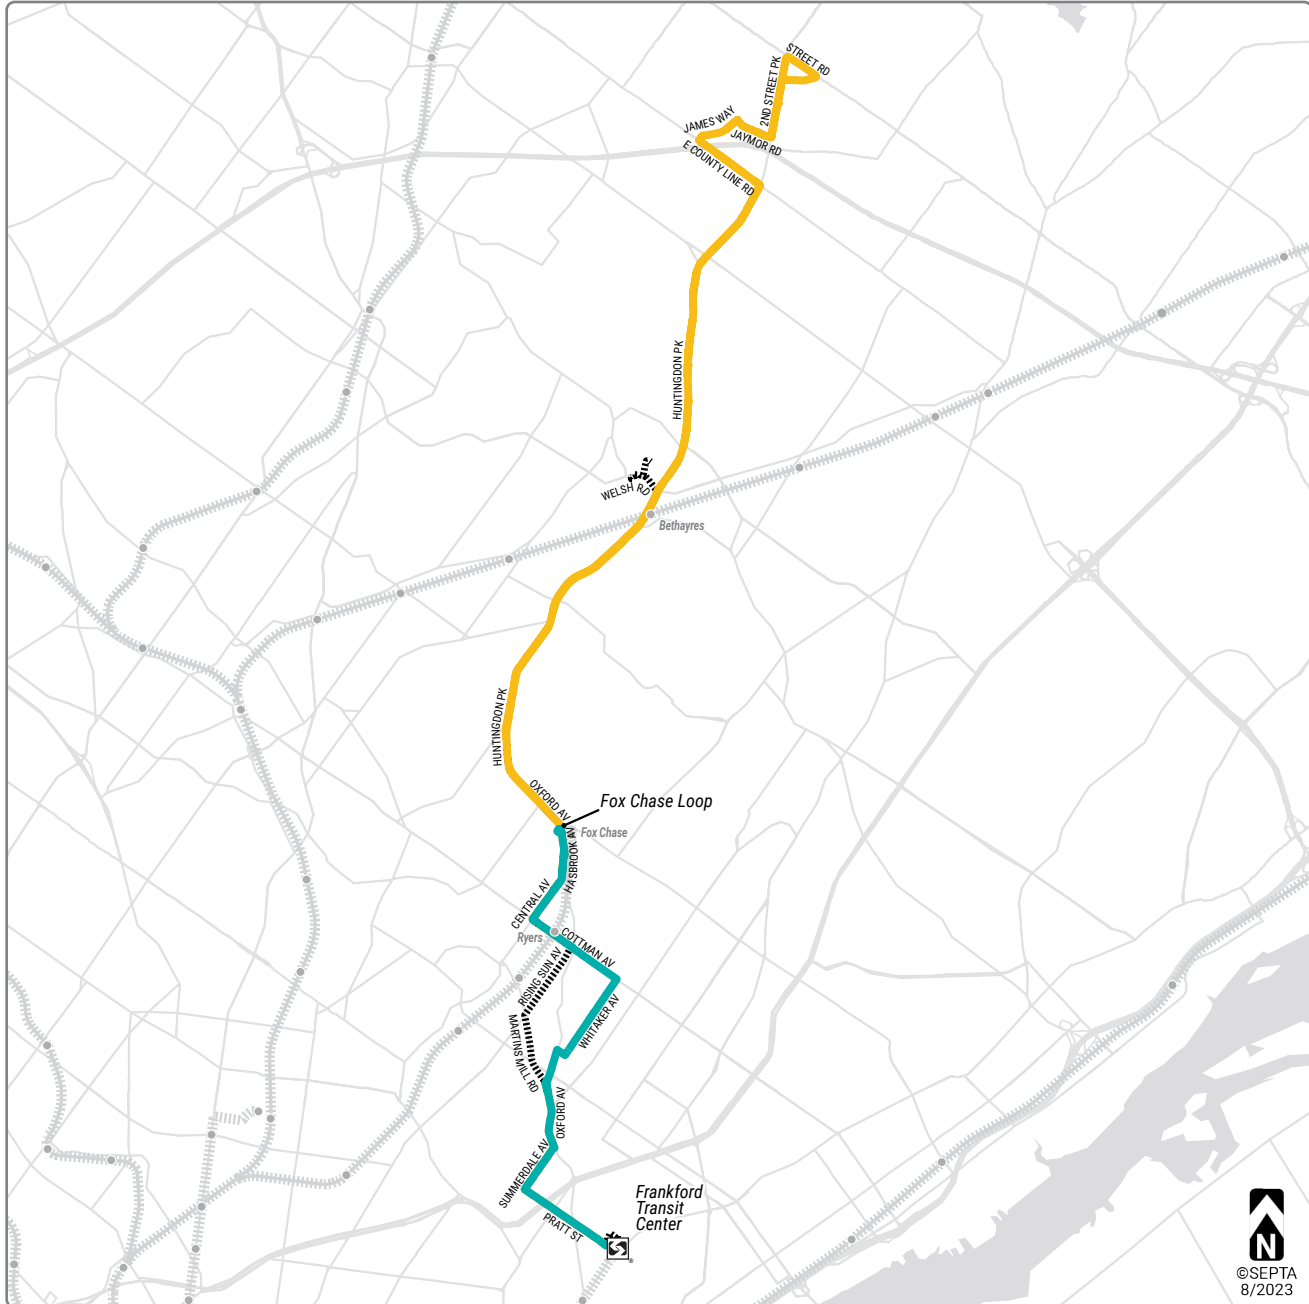 STREET RD
2ND STREET PK
JAMES WAY
JAYMOR RD
E COUNTY LINE RD
HUNTINGDON PK
WELSH RD
Bethayres
HUNTINGDON PK
OXFORD AV
Fox Chase Loop
Fox Chase
HASBROOK AV
CENTRAL AV
Ryers
COTTMAN AV
RISING SUN AV
WHITAKER AV
MARTINS MILL RD
OXFORD AV
SUMMERDALE AV
PRATT ST
Frankford
Transit
Center
N
©SEPTA
8/2023